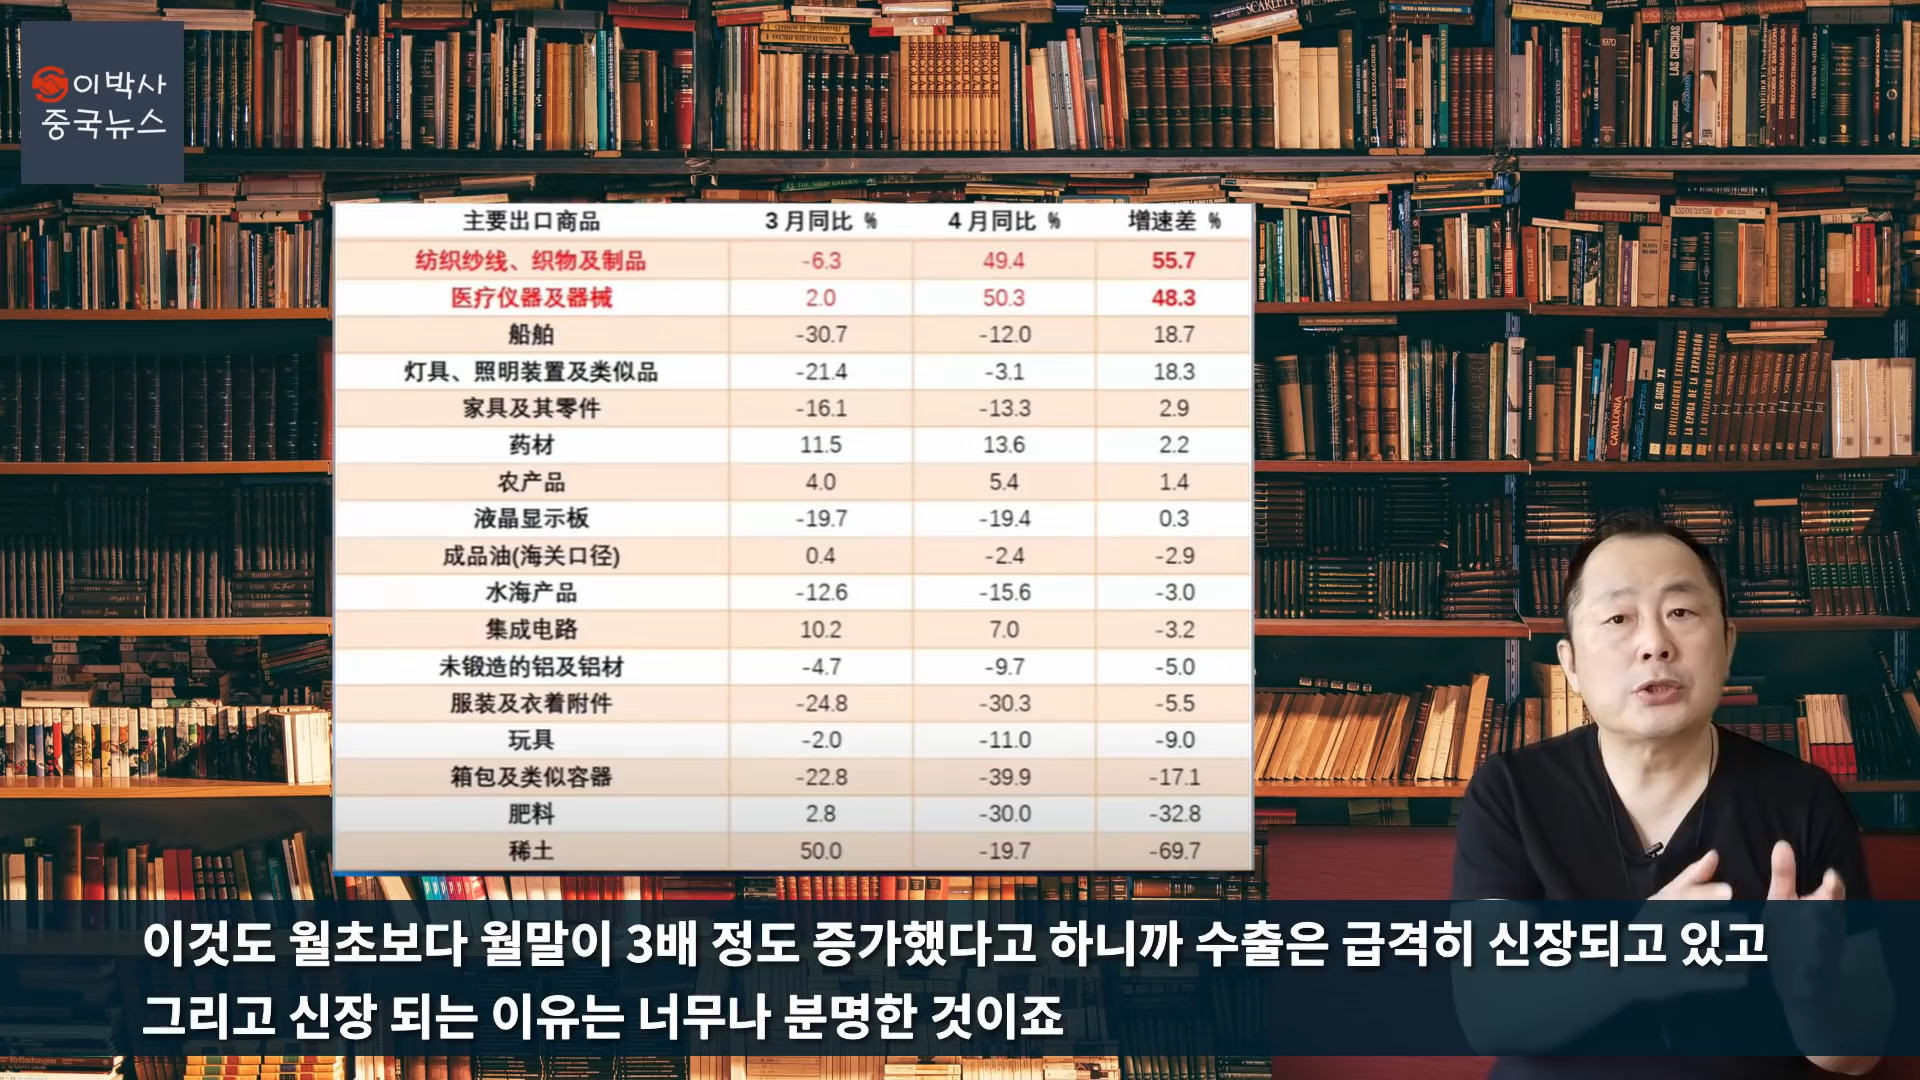 이박사
중국뉴스
主要出口商品 3月同比 % 4月同比 % 增速差 %
纺织纱线、织物及制品 -6.3 49.4 55.7
医疗仪器及器械 2.0 50.3 48.3
船舶 -30.7 -12.0 18.7
灯具、照明装置及类似品 -21.4 -3.1 18.3
家具及其零件 -16.1 -13.3 2.9
药材 11.5 13.6 2.2
农产品 4.0 5.4 1.4
液晶显示板 -19.7 -19.4 0.3
成品油(海关口径) 0.4 -2.4 -2.9
水海产品 -12.6 -15.6 -3.0
集成电路 10.2 7.0 -3.2
未锻造的铝及铝材 -4.7 -9.7 -5.0
服装及衣着附件 -24.8 -30.3 -5.5
玩具 -2.0 -11.0 -9.0
箱包及类似容器 -22.8 -39.9 -17.1
肥料 2.8 -30.0 -32.8
稀土 50.0 -19.7 -69.7
이것도 월초보다 월말이 3배 정도 증가했다고 하니까 수출은 급격히 신장되고 있고
그리고 신장 되는 이유는 너무나 분명한 것이죠